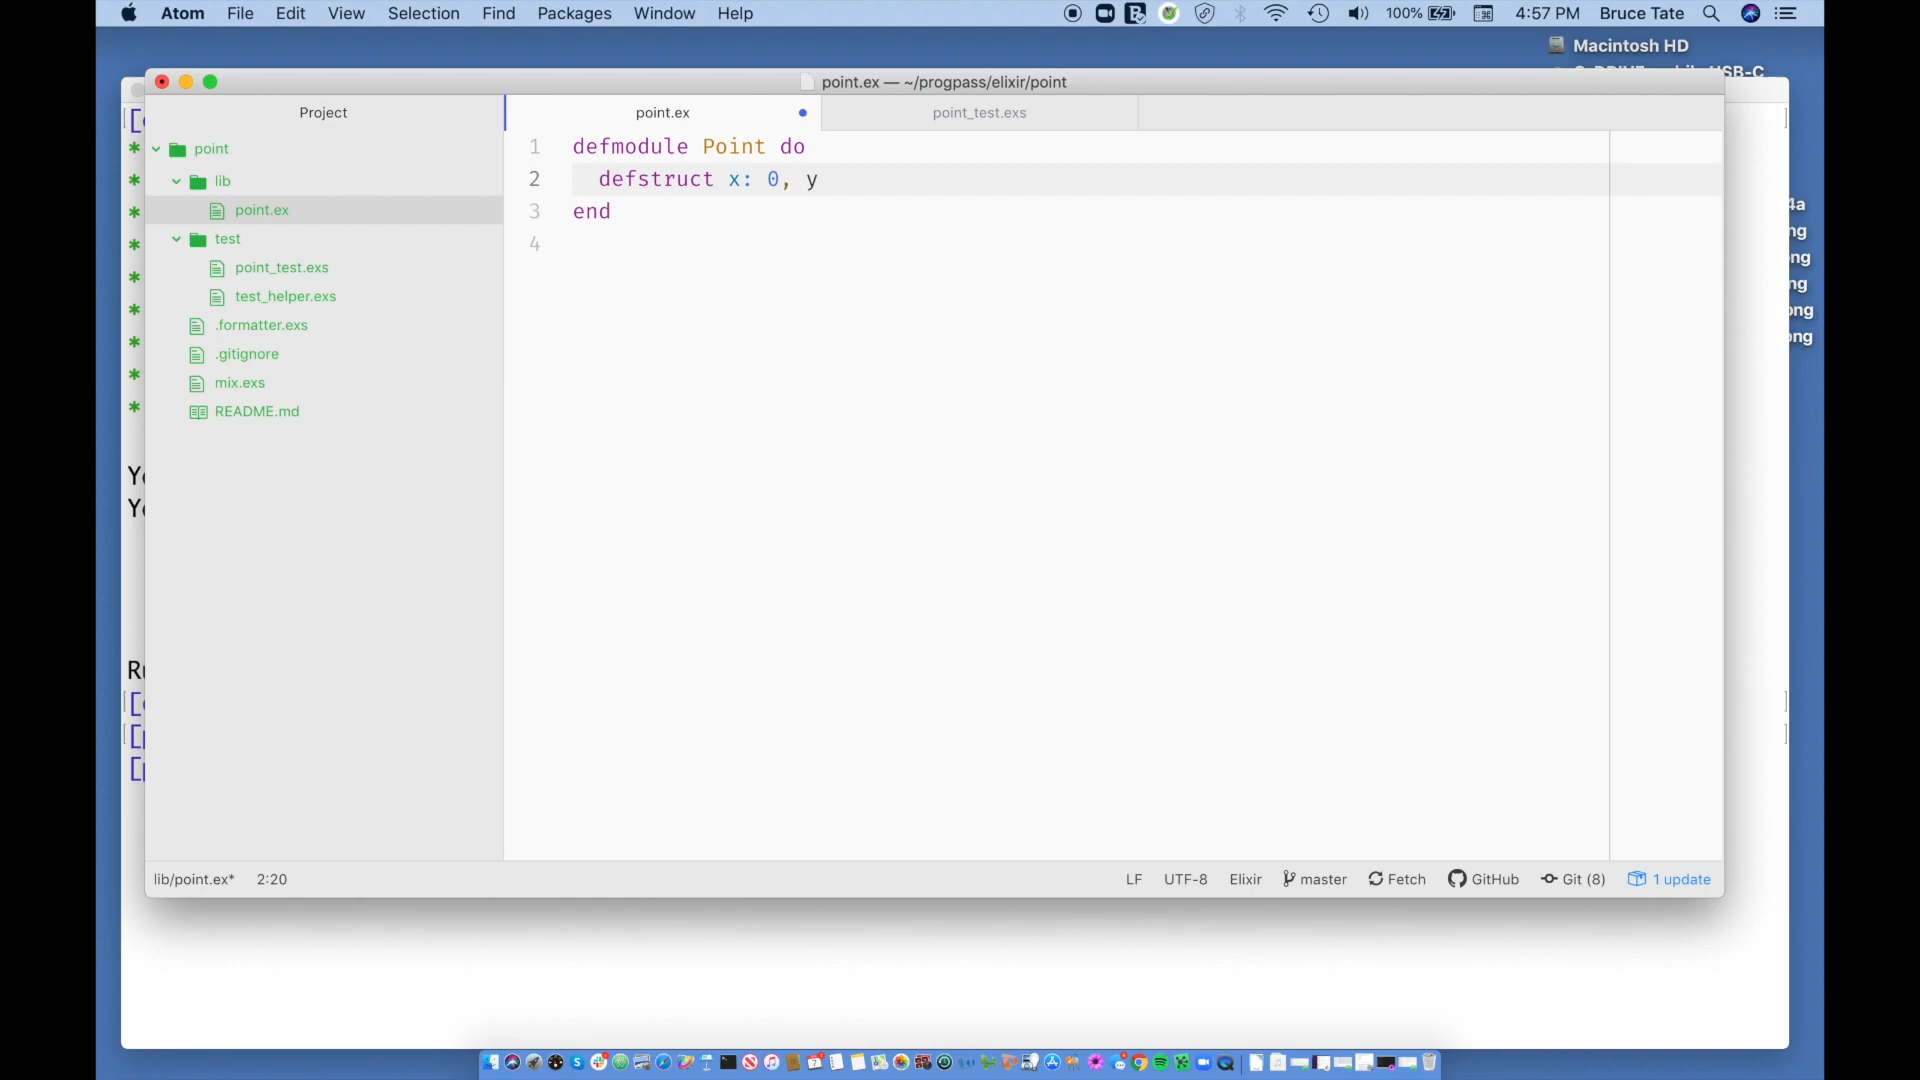 Atom File Edit View Selection Find Packages Window Help 100% 4:57 PM Bruce Tate
Macintosh HD
point.ex — ~/progpass/elixir/point
Project
point.ex
point_test.exs
point
lib
point.ex
test
point_test.exs
test_helper.exs
.formatter.exs
.gitignore
mix.exs
README.md
1 defmodule Point do
2 defstruct x: 0, y
3 end
4
*
*
*
*
*
*
*
*
*
lib/point.ex* 2:20
LF UTF-8 Elixir master Fetch GitHub Git (8) 1 update